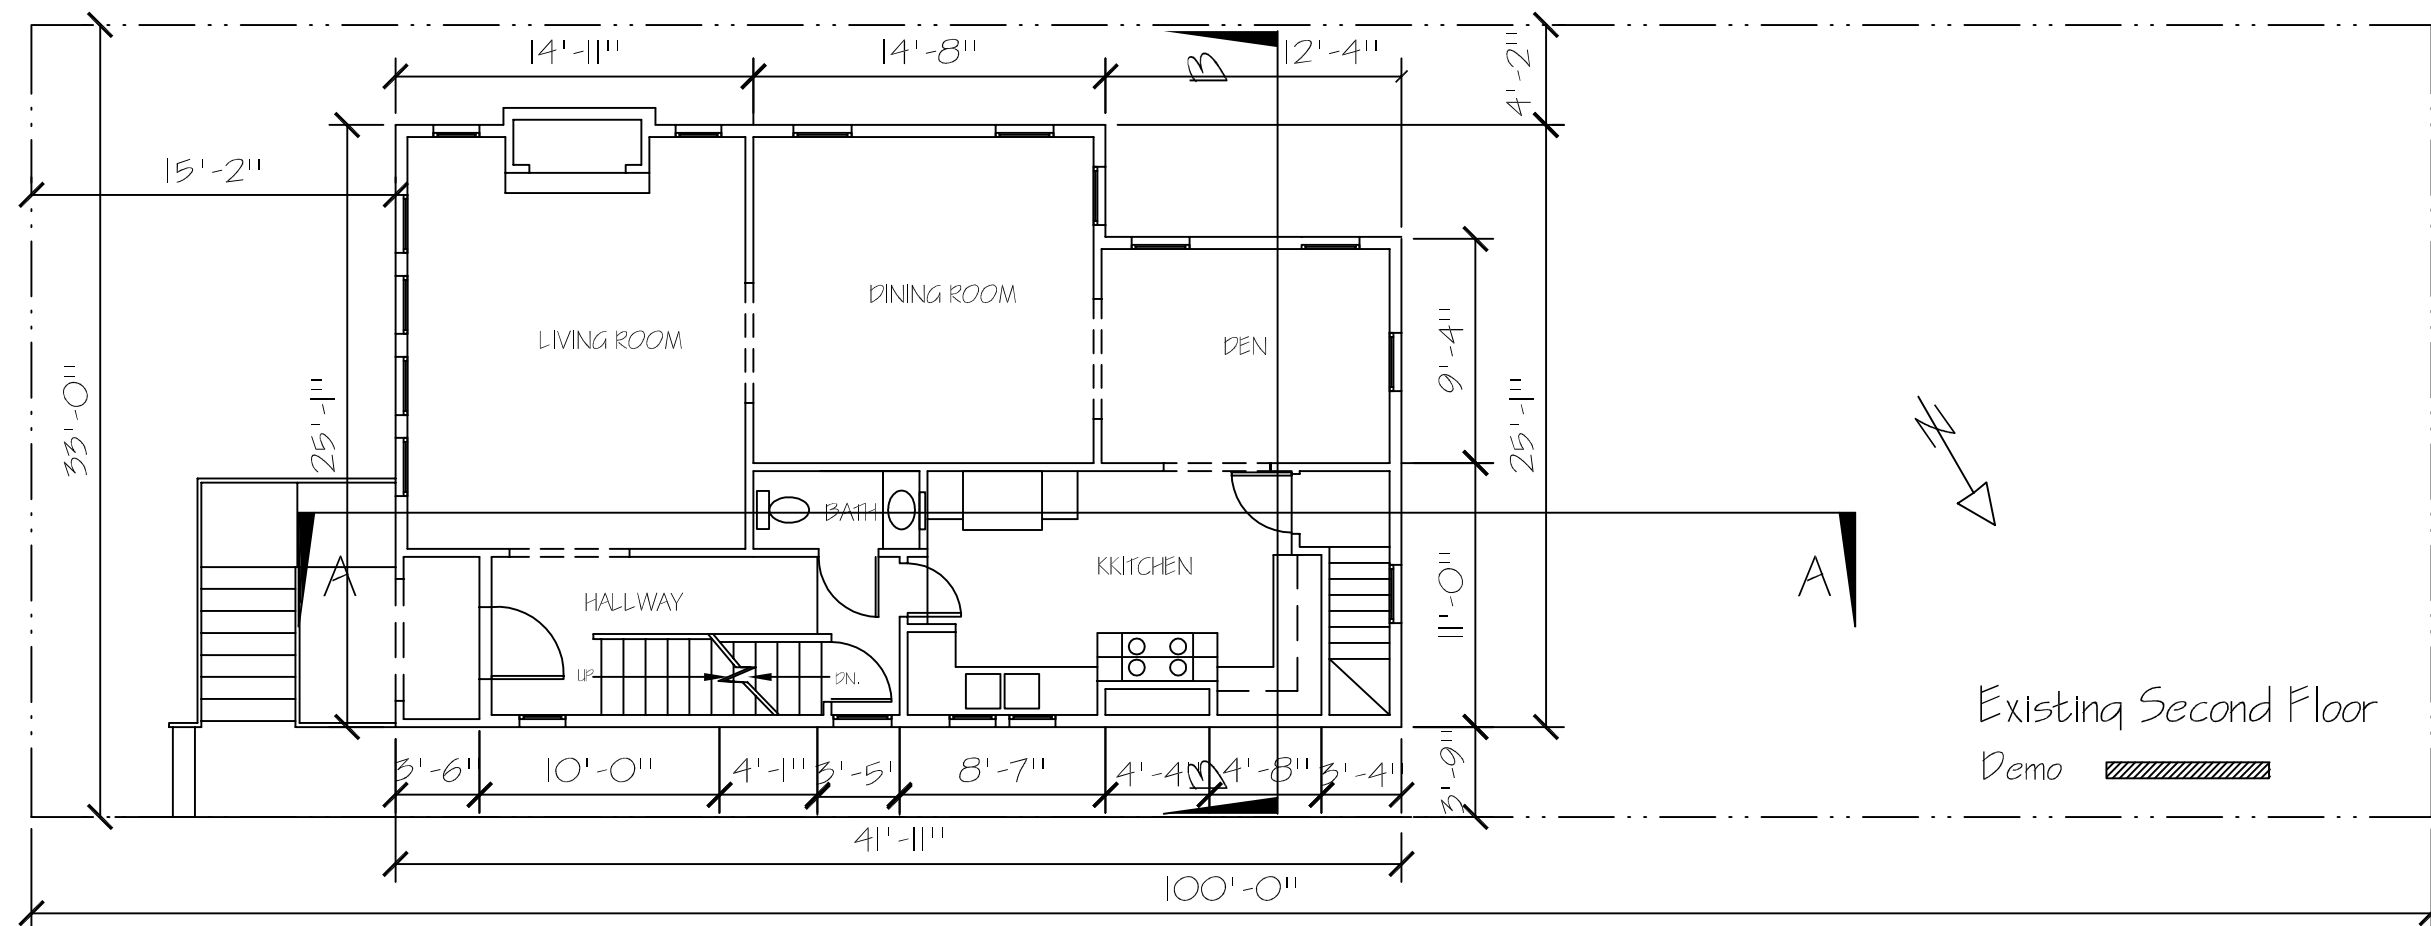 14'-11"
14'-8"
12'-4"
4'-2"
B
15'-2"
DINING ROOM
LIVING ROOM
DEN
9'-4"
33'-0"
25'-1"
25'-1"
N
BATH
A
KKITCHEN
A
HALLWAY
11'-0"
UP
DN.
Existing Second Floor
Demo
3'-6"
10'-0"
4'-1"
3'-5"
8'-7"
4'-4"
B
4'-8"
3'-4"
3'-9"
41'-11"
100'-0"